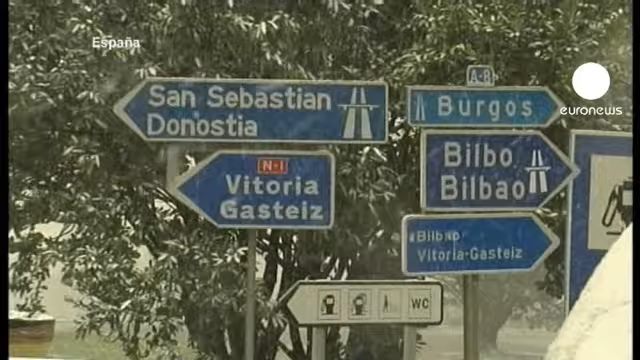 España
euronews
San Sebastian
Donostia
N-I
Vitoria
Gasteiz
A-8
Burgos
Bilbo
Bilbao
Bilbao
Vitoria-Gasteiz
WC